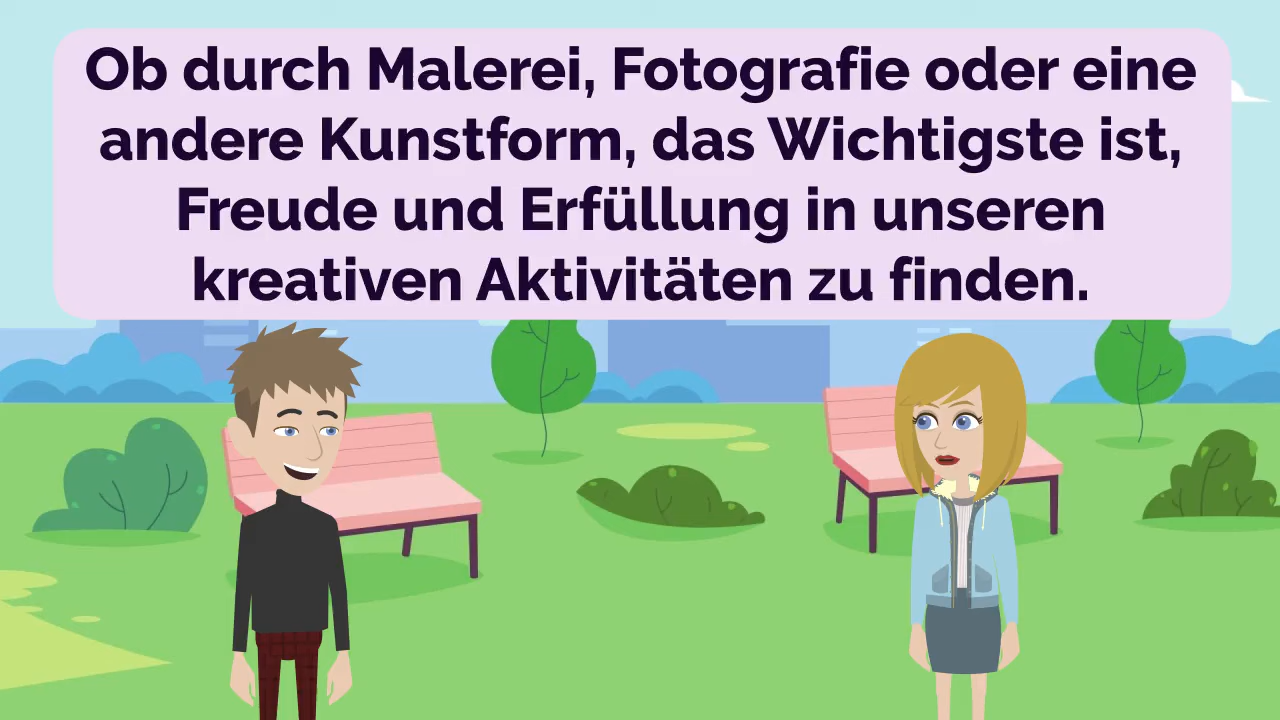 Ob durch Malerei, Fotografie oder eine
andere Kunstform, das Wichtigste ist,
Freude und Erfüllung in unseren
kreativen Aktivitäten zu finden.